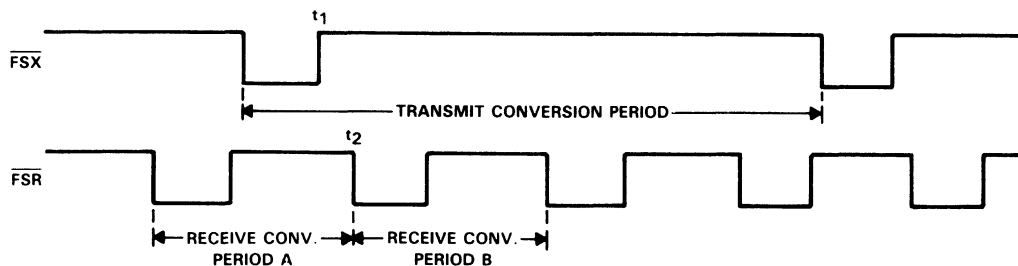 t1
FSX
TRANSMIT CONVERSION PERIOD
t2
FSR
RECEIVE CONV.
PERIOD A
RECEIVE CONV.
PERIOD B